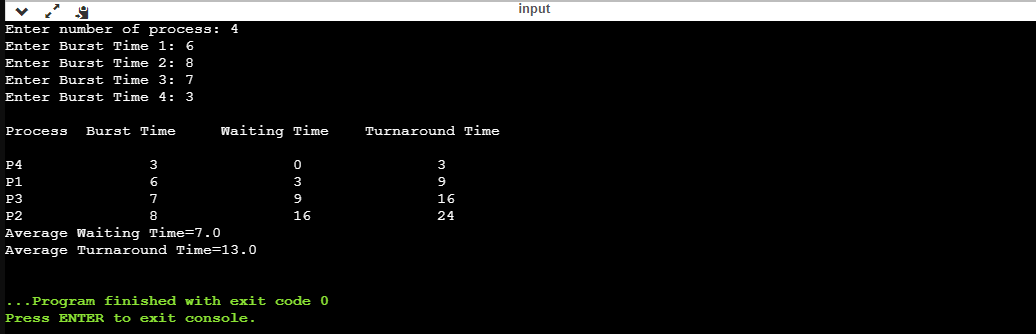 input
Enter number of process: 4
Enter Burst Time 1: 6
Enter Burst Time 2: 8
Enter Burst Time 3: 7
Enter Burst Time 4: 3
Process  Burst Time     Waiting Time    Turnaround Time
P4              3               0               3
P1              6               3               9
P3              7               9               16
P2              8               16              24
Average Waiting Time=7.0
Average Turnaround Time=13.0
...Program finished with exit code 0
Press ENTER to exit console.